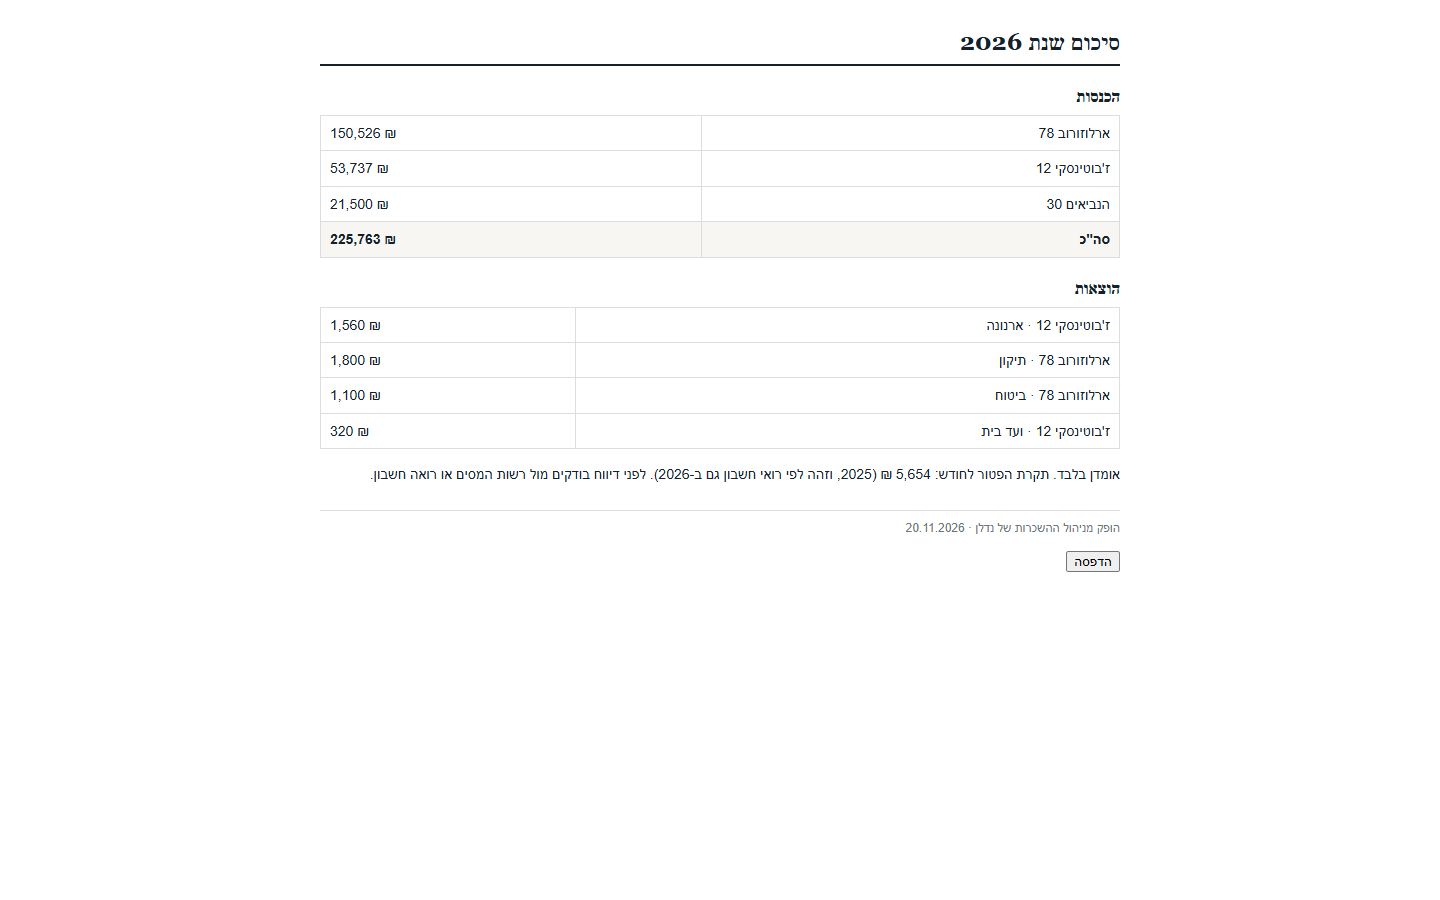 סיכום שנת 2026
הכנסות
ארלוזורוב 78 150,526 ₪
ז'בוטינסקי 12 53,737 ₪
הנביאים 30 21,500 ₪
סה"כ 225,763 ₪
הוצאות
ז'בוטינסקי 12 · ארנונה 1,560 ₪
ארלוזורוב 78 · תיקון 1,800 ₪
ארלוזורוב 78 · ביטוח 1,100 ₪
ז'בוטינסקי 12 · ועד בית 320 ₪
אומדן בלבד. תקרת הפטור לחודש: 5,654 ₪ (2025, וזהה לפי רואי חשבון גם ב-2026). לפני דיווח בודקים מול רשות המסים או רואה חשבון.
הופק מניהול ההשכרות של נדלן · 20.11.2026
הדפסה